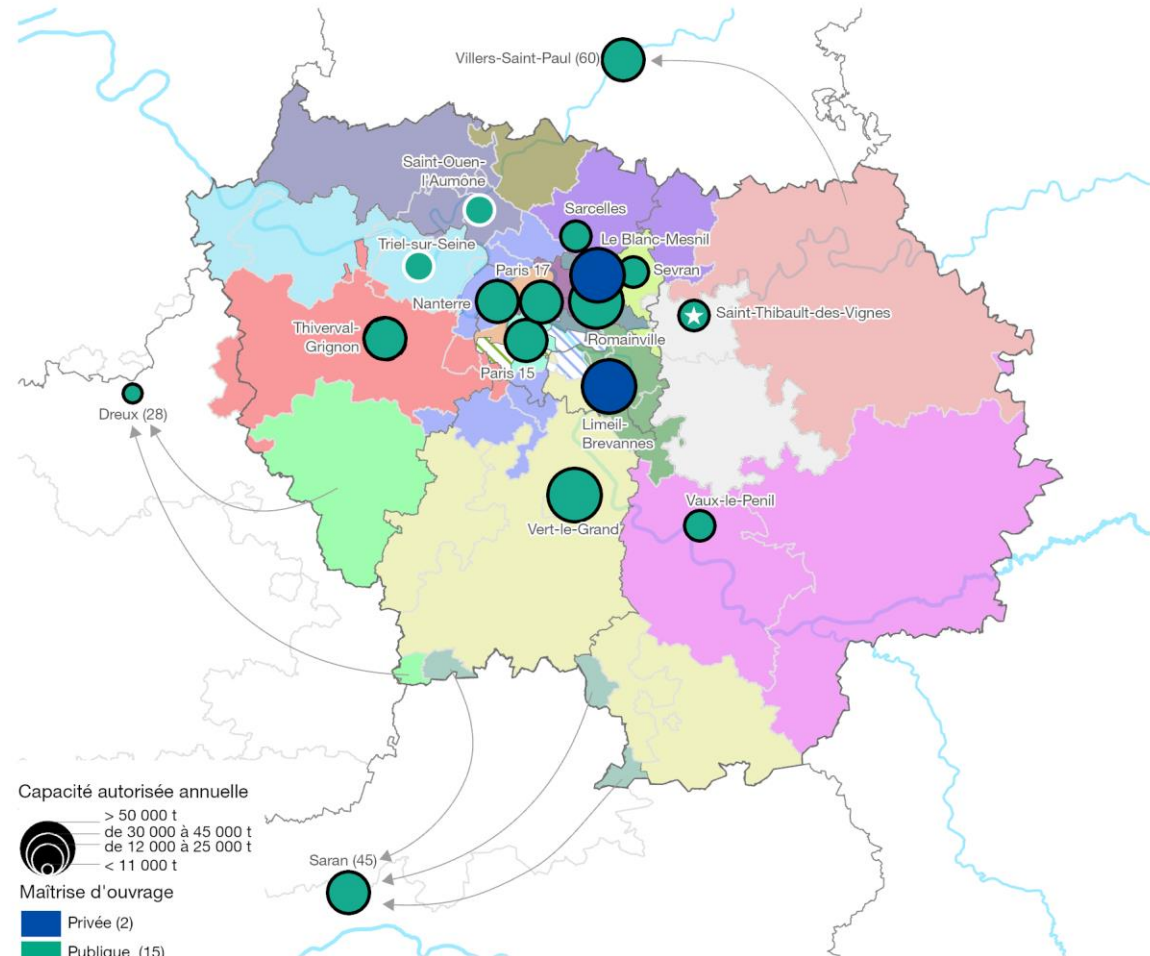 Villers-Saint-Paul (60)
Saint-Ouen-
l'Aumône
Sarcelles
Le Blanc-Mesnil
Triel-sur-Seine
Paris 17
Sevran
Nanterre
Saint-Thibault-des-Vignes
Thiverval-
Grignon
Romainville
Paris 15
Dreux (28)
Limeil-
Brevannes
Vaux-le-Penil
Vert-le-Grand
Capacité autorisée annuelle
> 50 000 t
de 30 000 à 45 000 t
de 12 000 à 25 000 t
< 11 000 t
Saran (45)
Maîtrise d'ouvrage
Privée (2)
Publique (15)